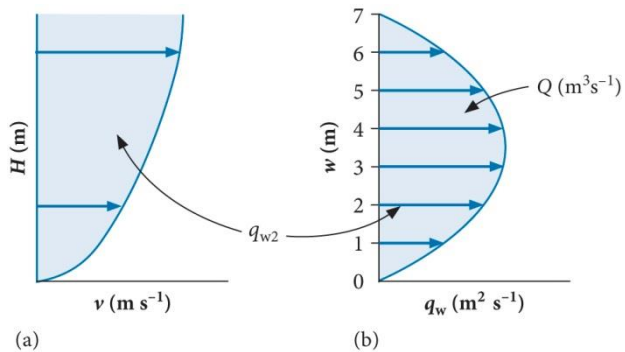 H (m)
v (m s⁻¹)
(a)
q_w2
7
6
5
4
3
2
1
0
w (m)
Q (m³s⁻¹)
q_w (m² s⁻¹)
(b)